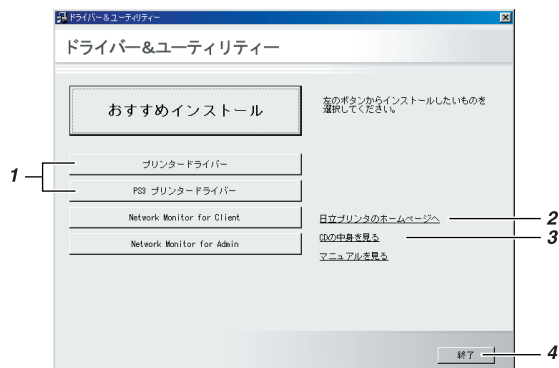 ドライバー&ユーティリティー
ドライバー&ユーティリティー
おすすめインストール
左のボタンからインストールしたいものを
選択してください。
1
プリンタードライバー
PS3 プリンタードライバー
Network Monitor for Client
日立プリンタのホームページへ
2
Network Monitor for Admin
CDの中身を見る
3
マニュアルを見る
終了
4